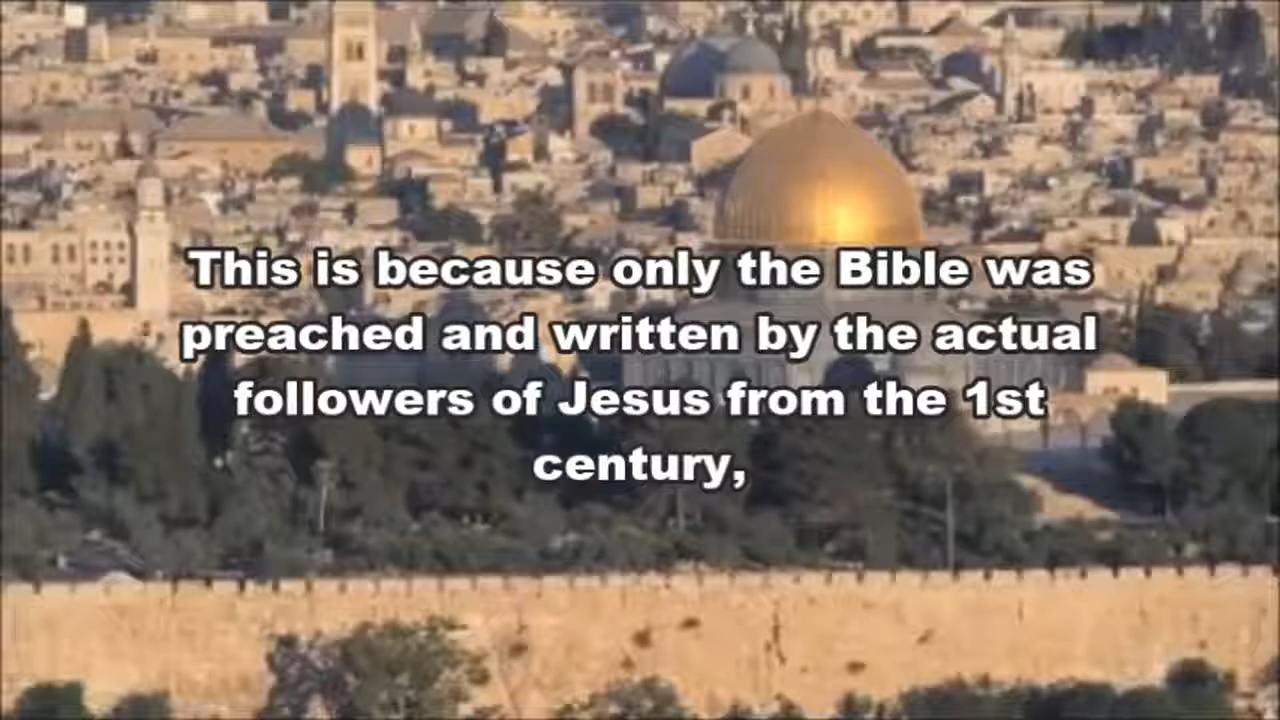 This is because only the Bible was
preached and written by the actual
followers of Jesus from the 1st
century,